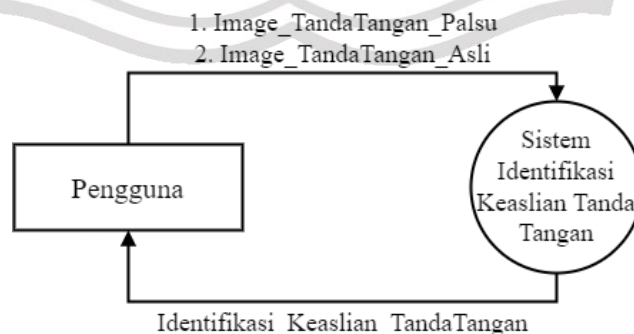 1. Image_TandaTangan_Palsu
2. Image_TandaTangan_Asli
Pengguna
Sistem
Identifikasi
Keaslian Tanda
Tangan
Identifikasi_Keaslian_TandaTangan